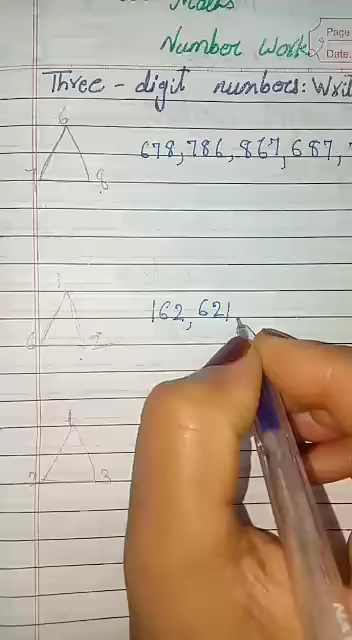 Maths
Number Work
Page
Date
Three-digit numbers: Writ
6
678, 786, 867, 687,
7 8
1
162, 621
6 2
1
3